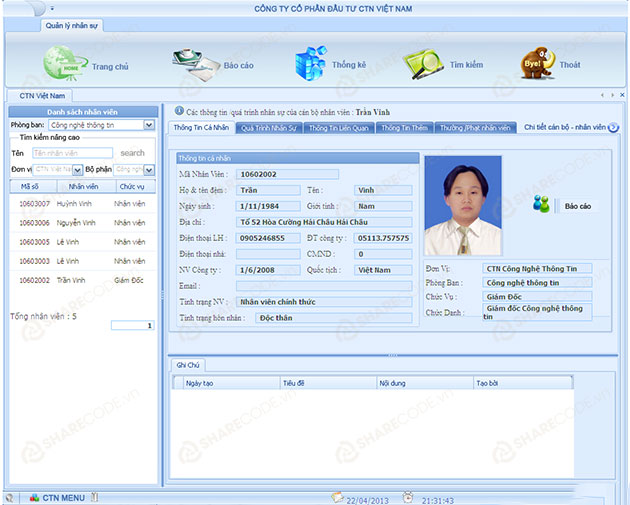 CÔNG TY CỔ PHẦN ĐẦU TƯ CTN VIỆT NAM
Quản lý nhân sự
HOME Trang chủ Báo cáo Thống kê Tìm kiếm Bye! Thoát
CTN Việt Nam
Danh sách nhân viên
Phòng ban: Công nghệ thông tin
Tìm kiếm nâng cao
Tên Tên nhân viên search
Đơn vị CTN Việt Nam Bộ phận Công nghệ
Mã số Nhân viên Chức vụ
10603007 Huỳnh Vinh Nhân viên
10603006 Nguyễn Vinh Nhân viên
10603005 Lê Vinh Nhân viên
10603003 Lê Vinh Nhân viên
10602002 Trần Vinh Giám Đốc
Tổng nhân viên : 5
1
Các thông tin /quá trình nhân sự của cán bộ nhân viên : Trần Vinh
Thông Tin Cá Nhân Quá Trình Nhân Sự Thông Tin Liên Quan Thông Tin Thêm Thưởng /Phạt nhân viên Chi tiết cán bộ - nhân viên
Thông tin cá nhân
Mã Nhân Viên : 10602002
Họ & tên đệm : Trần Tên : Vinh
Ngày sinh : 1/11/1984 Giới tính : Nam
Địa chỉ : Tổ 52 Hòa Cường Hải Châu Hải Châu
Điện thoại LH : 0905246855 ĐT công ty : 05113.757575
Điện thoại nhà: CMND : 0
NV Công ty : 1/6/2008 Quốc tịch : Việt Nam
Email :
Tình trạng NV : Nhân viên chính thức
Tình trạng hôn nhân : Độc thân
Báo cáo
Đơn Vị: CTN Công Nghệ Thông Tin
Phòng Ban : Công nghệ thông tin
Chức Vụ : Giám Đốc
Chức Danh : Giám đốc Công nghệ thông tin
Ghi Chú
Ngày tạo Tiêu đề Nội dung Tạo bởi
CTN MENU 22/04/2013 21:31:43
SHARECODE.VN